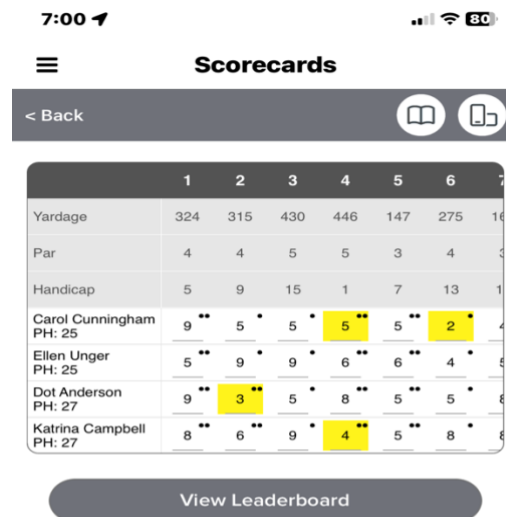 7:00 80
Scorecards
< Back
1 2 3 4 5 6
Yardage 324 315 430 446 147 275 16
Par 4 4 5 5 3 4
Handicap 5 9 15 1 7 13 1
Carol Cunningham
PH: 25 9 5 5 5 5 2
Ellen Unger
PH: 25 5 9 9 6 6 4
Dot Anderson
PH: 27 9 3 5 8 5 5
Katrina Campbell
PH: 27 8 6 9 4 5 8
View Leaderboard